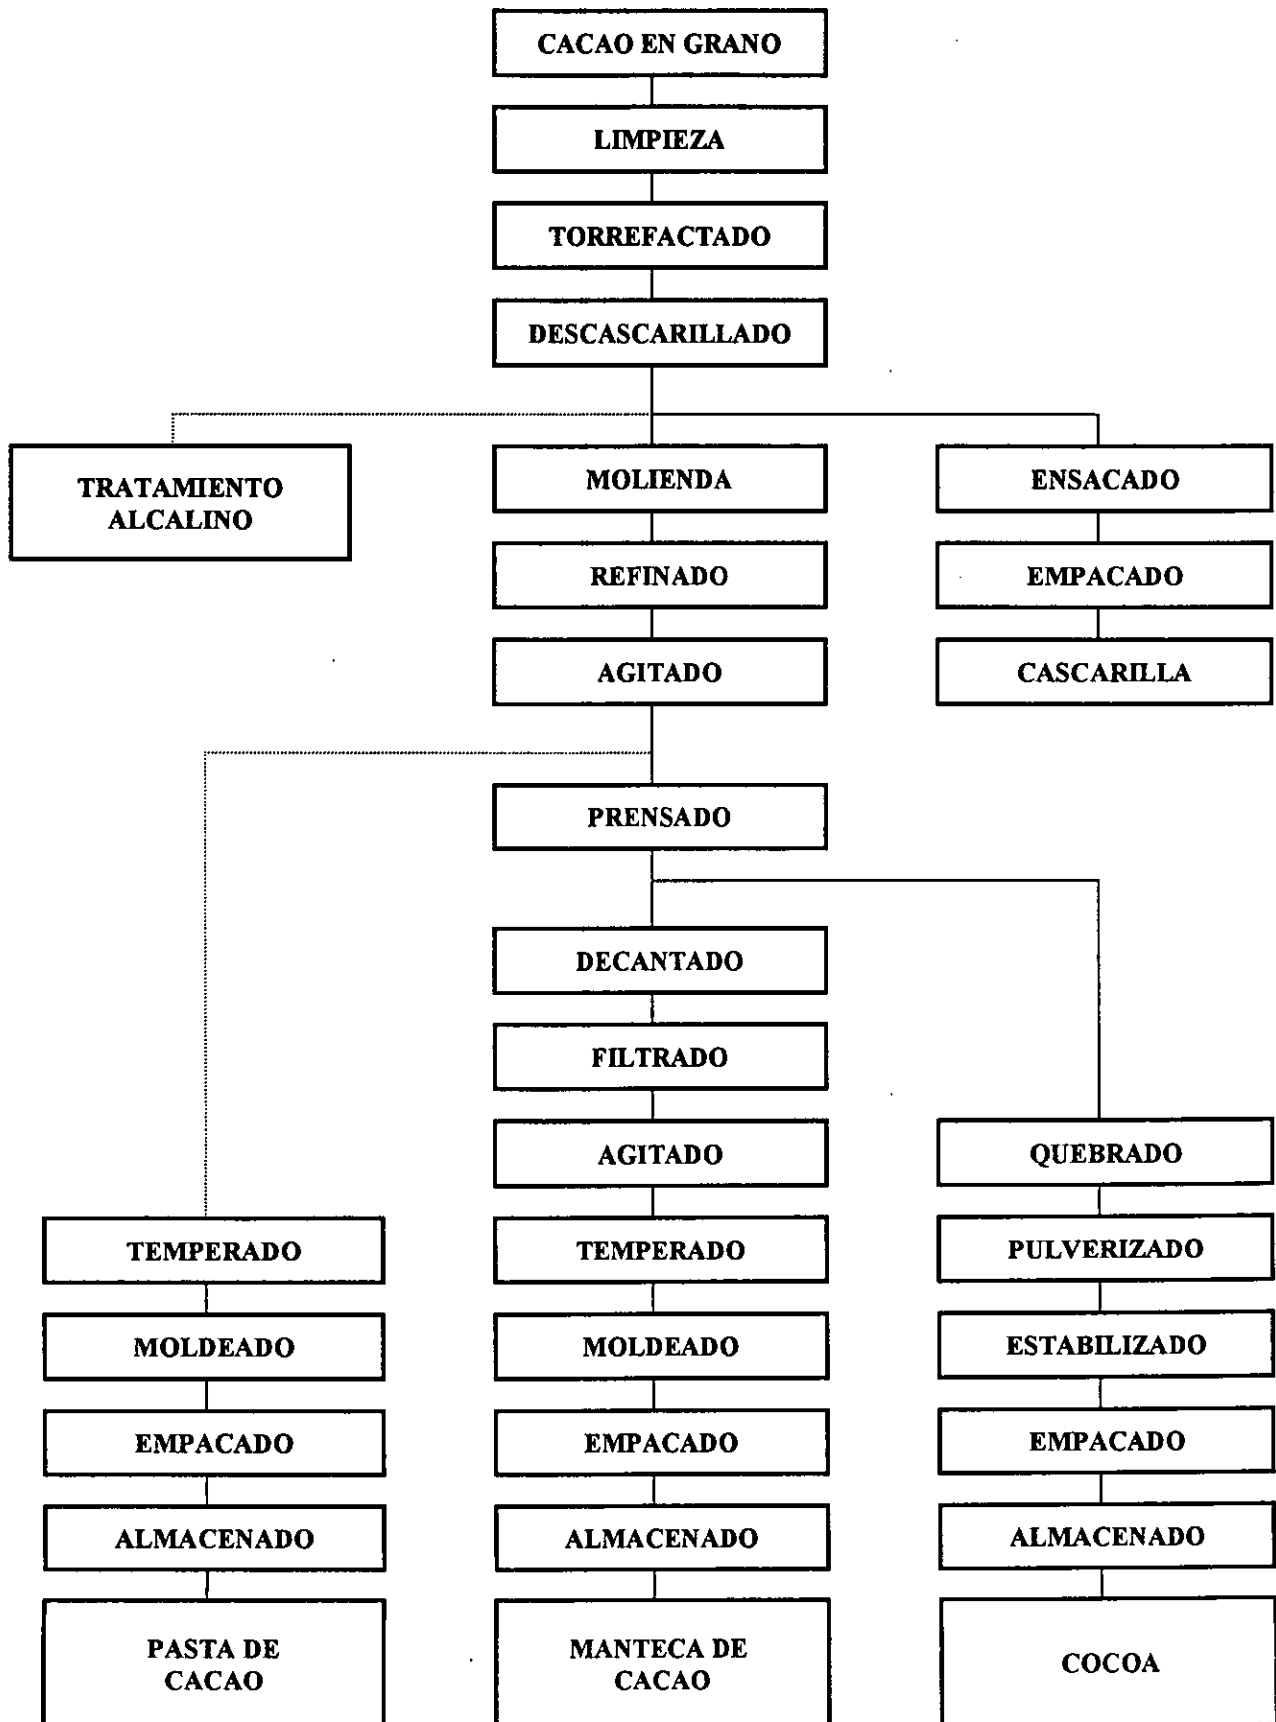 CACAO EN GRANO
LIMPIEZA
TORREFACTADO
DESCASCARILLADO
TRATAMIENTO
ALCALINO
MOLIENDA
ENSACADO
REFINADO
EMPACADO
AGITADO
CASCARILLA
PRENSADO
DECANTADO
FILTRADO
AGITADO
QUEBRADO
TEMPERADO
TEMPERADO
PULVERIZADO
MOLDEADO
MOLDEADO
ESTABILIZADO
EMPACADO
EMPACADO
EMPACADO
ALMACENADO
ALMACENADO
ALMACENADO
PASTA DE
CACAO
MANTECA DE
CACAO
COCOA